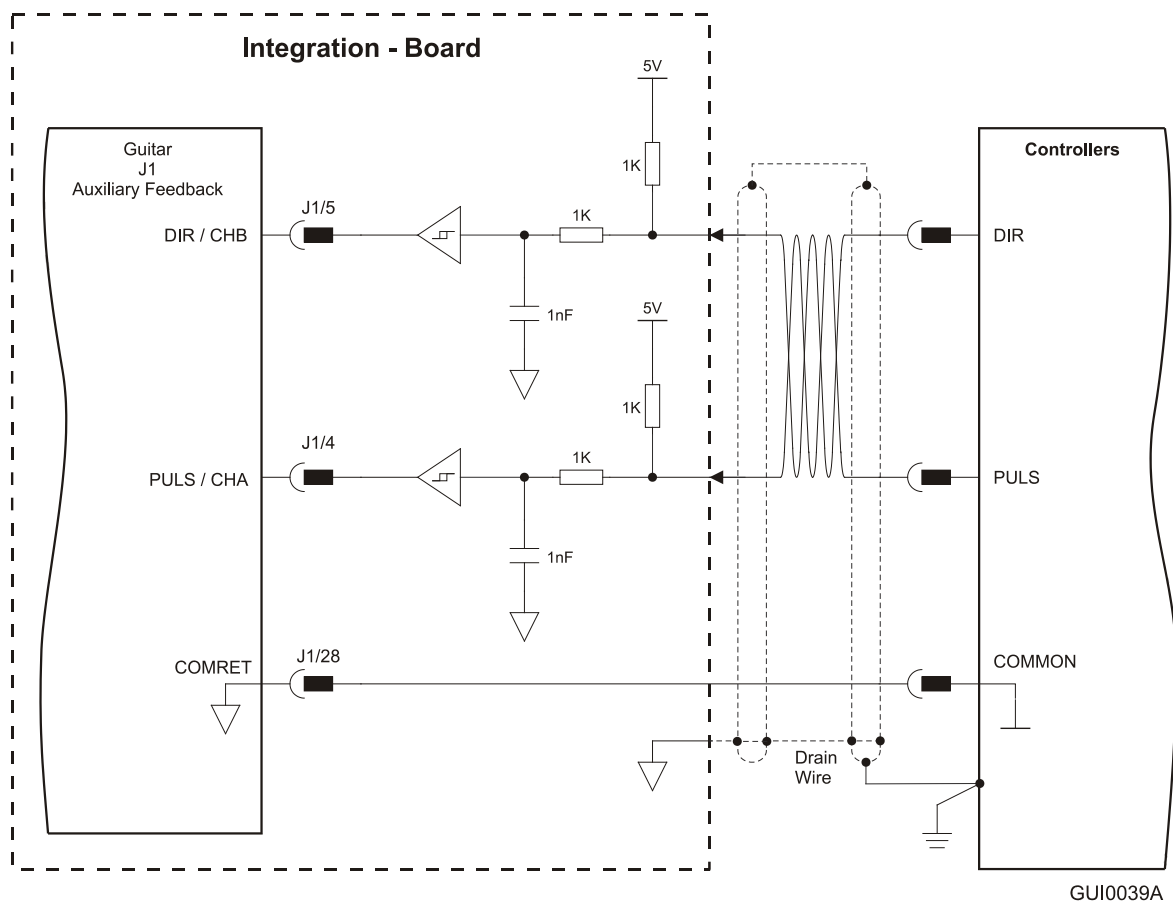 Integration - Board
5V
Guitar
J1
Auxiliary Feedback
Controllers
1K
J1/5
1K
DIR / CHB
DIR
1nF
5V
1K
J1/4
1K
PULS / CHA
PULS
1nF
J1/28
COMRET
COMMON
Drain
Wire
GUI0039A